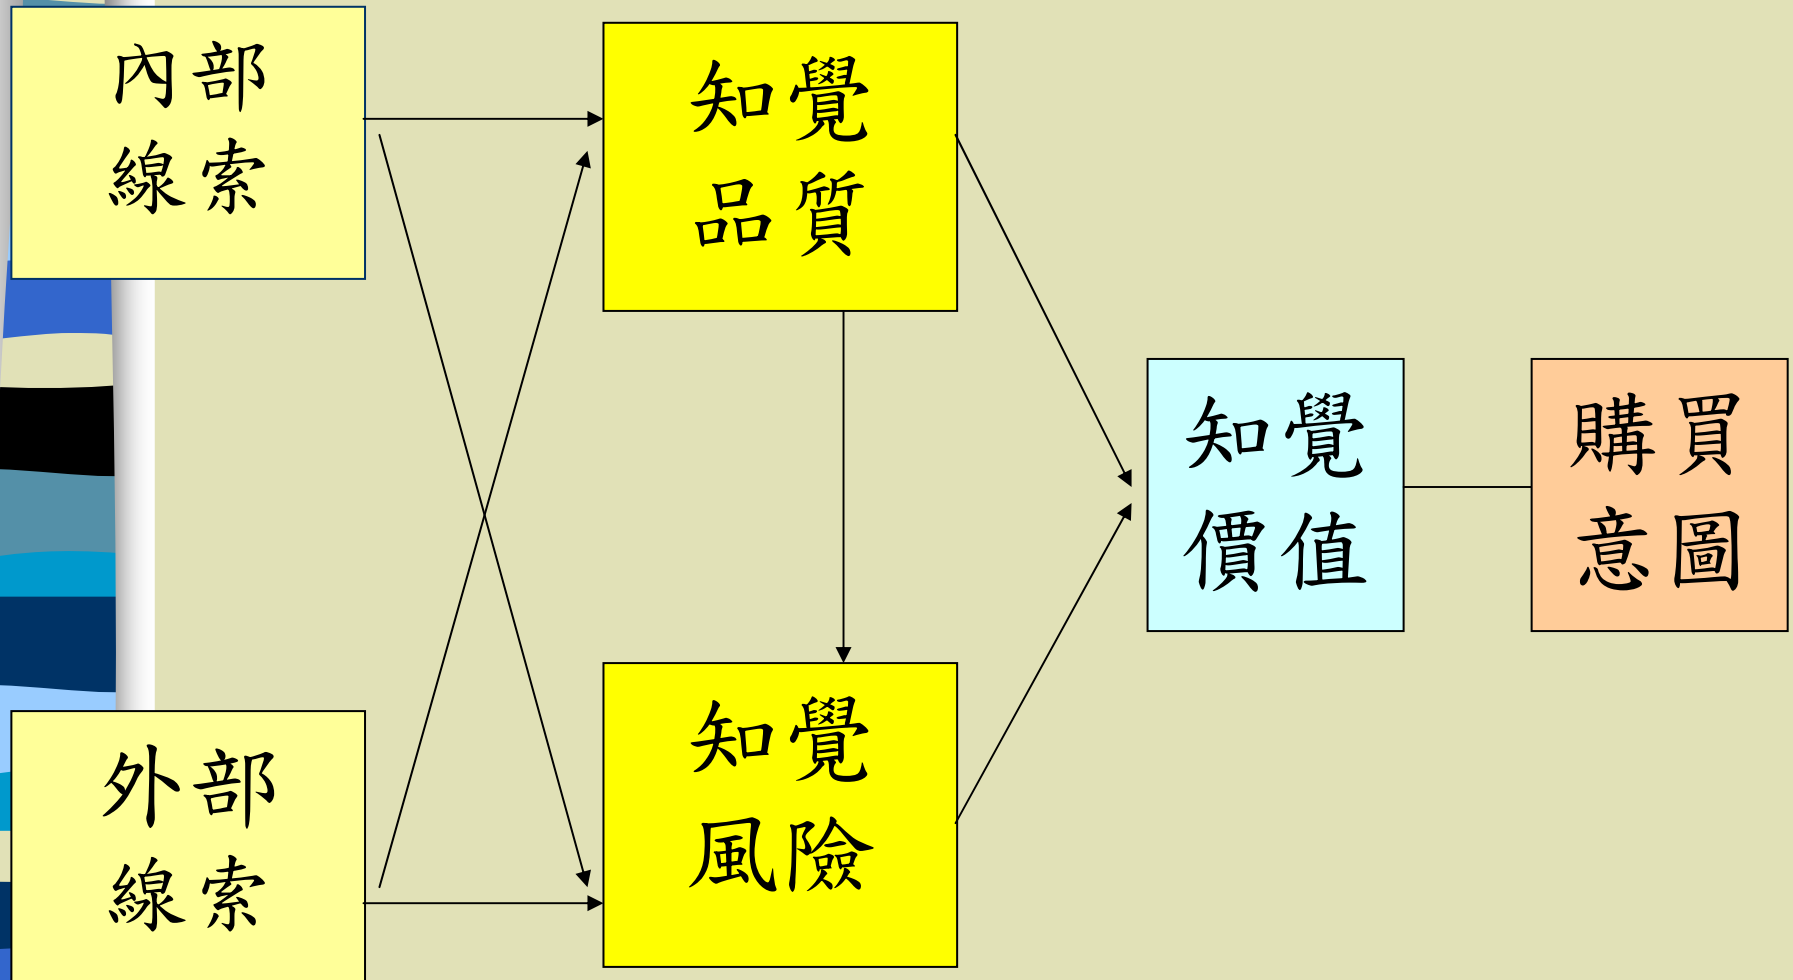 內部
線索
知覺
品質
知覺
價值
購買
意圖
外部
線索
知覺
風險